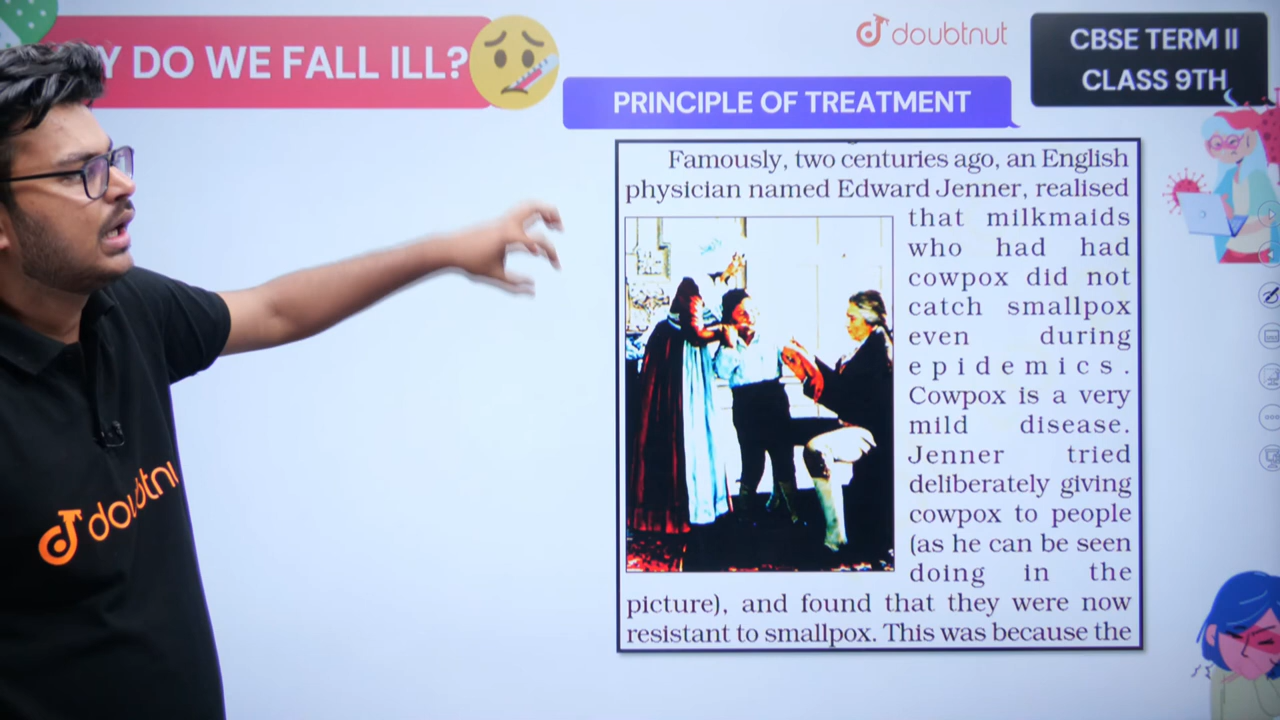 Y DO WE FALL ILL?
doubtnut
CBSE TERM II
CLASS 9TH
PRINCIPLE OF TREATMENT
Famously, two centuries ago, an English
physician named Edward Jenner, realised
that milkmaids
who had had
cowpox did not
catch smallpox
even during
epidemics.
Cowpox is a very
mild disease.
Jenner tried
deliberately giving
cowpox to people
(as he can be seen
doing in the
picture), and found that they were now
resistant to smallpox. This was because the
doubtnu